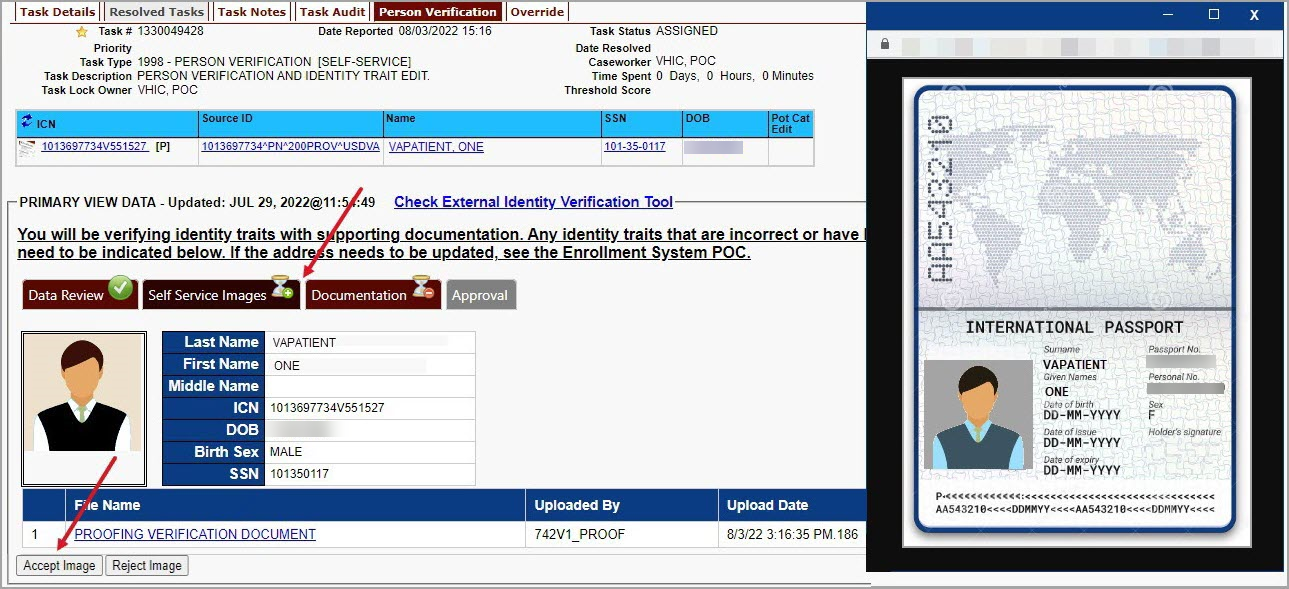 Task Details Resolved Tasks Task Notes Task Audit Person Verification Override
Task # 1330049428 Date Reported 08/03/2022 15:16 Task Status ASSIGNED
Priority Date Resolved
Task Type 1998 - PERSON VERIFICATION [SELF-SERVICE] Caseworker VHIC, POC
Task Description PERSON VERIFICATION AND IDENTITY TRAIT EDIT. Time Spent 0 Days, 0 Hours, 0 Minutes
Task Lock Owner VHIC, POC Threshold Score
ICN Source ID Name SSN DOB Pot Cat Edit
1013697734V551527 [P] 1013697734^PN^200PROV^USDVA VAPATIENT, ONE 101-35-0117
PRIMARY VIEW DATA - Updated: JUL 29, 2022@11:54:49 Check External Identity Verification Tool
You will be verifying identity traits with supporting documentation. Any identity traits that are incorrect or have
need to be indicated below. If the address needs to be updated, see the Enrollment System POC.
Data Review Self Service Images Documentation Approval
Last Name VAPATIENT
First Name ONE
Middle Name
ICN 1013697734V551527
DOB
Birth Sex MALE
SSN 101350117
File Name Uploaded By Upload Date
1 PROOFING VERIFICATION DOCUMENT 742V1_PROOF 8/3/22 3:16:35 PM.186
Accept Image Reject Image
X
AA543210
INTERNATIONAL PASSPORT
Surname Passport No.
VAPATIENT
Given Names Personal No.
ONE
Date of birth Sex
DD-MM-YYYY F
Date of issue Holder's signature
DD-MM-YYYY
Date of expiry
DD-MM-YYYY
AA543210<<<<DDMMYY<<<<AA543210<<<<DDMMYY<<<<